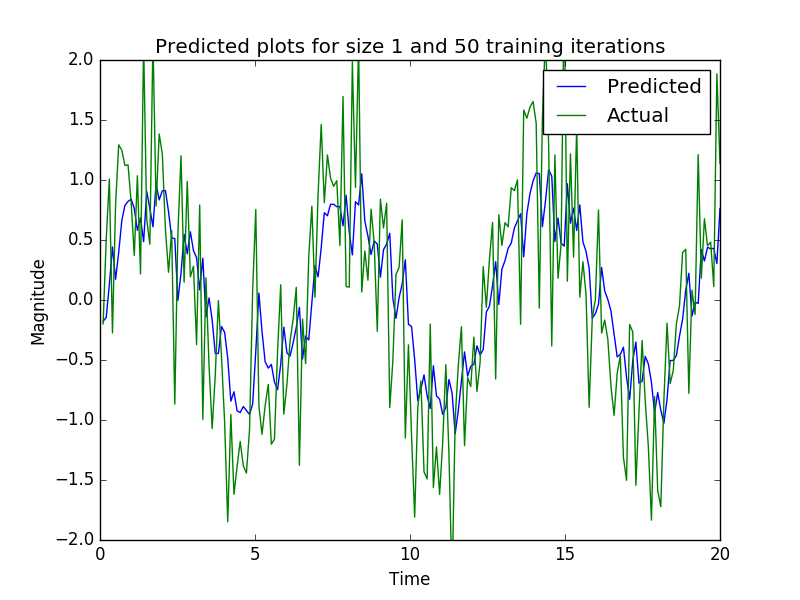 Predicted plots for size 1 and 50 training iterations
Predicted
Actual
2.0
1.5
1.0
0.5
0.0
−0.5
−1.0
−1.5
−2.0
Magnitude
0 5 10 15 20
Time